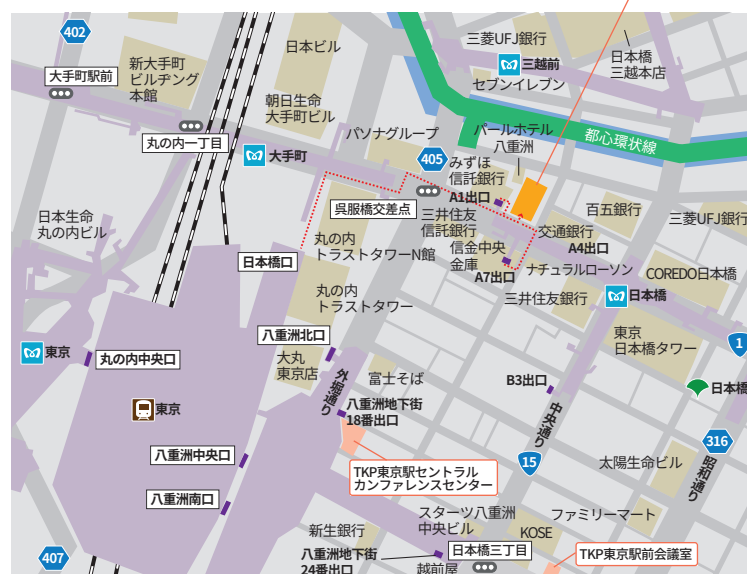 402
日本ビル
三菱UFJ銀行
三越前
日本橋
三越本店
セブンイレブン
新大手町
ビルヂング
本館
大手町駅前
朝日生命
大手町ビル
丸の内一丁目
大手町
パソナグループ
パールホテル
八重洲
都心環状線
405
みずほ
信託銀行
A1出口
呉服橋交差点
三井住友
信託銀行
信金中央
金庫
A7出口
交通銀行
A4出口
百五銀行
三菱UFJ銀行
ナチュラルローソン
COREDO日本橋
三井住友銀行
日本橋
日本生命
丸の内ビル
日本橋口
丸の内
トラストタワーN館
丸の内
トラストタワー
八重洲北口
大丸
東京店
東京
丸の内中央口
外堀通り
富士そば
八重洲地下街
18番出口
B3出口
中央通り
東京
日本橋タワー
1
日本橋
東京
八重洲中央口
八重洲南口
TKP東京駅セントラル
カンファレンスセンター
15
316
昭和通り
太陽生命ビル
新生銀行
スターツ八重洲
中央ビル
KOSE
ファミリーマート
日本橋三丁目
八重洲地下街
24番出口
越前屋
TKP東京駅前会議室
407